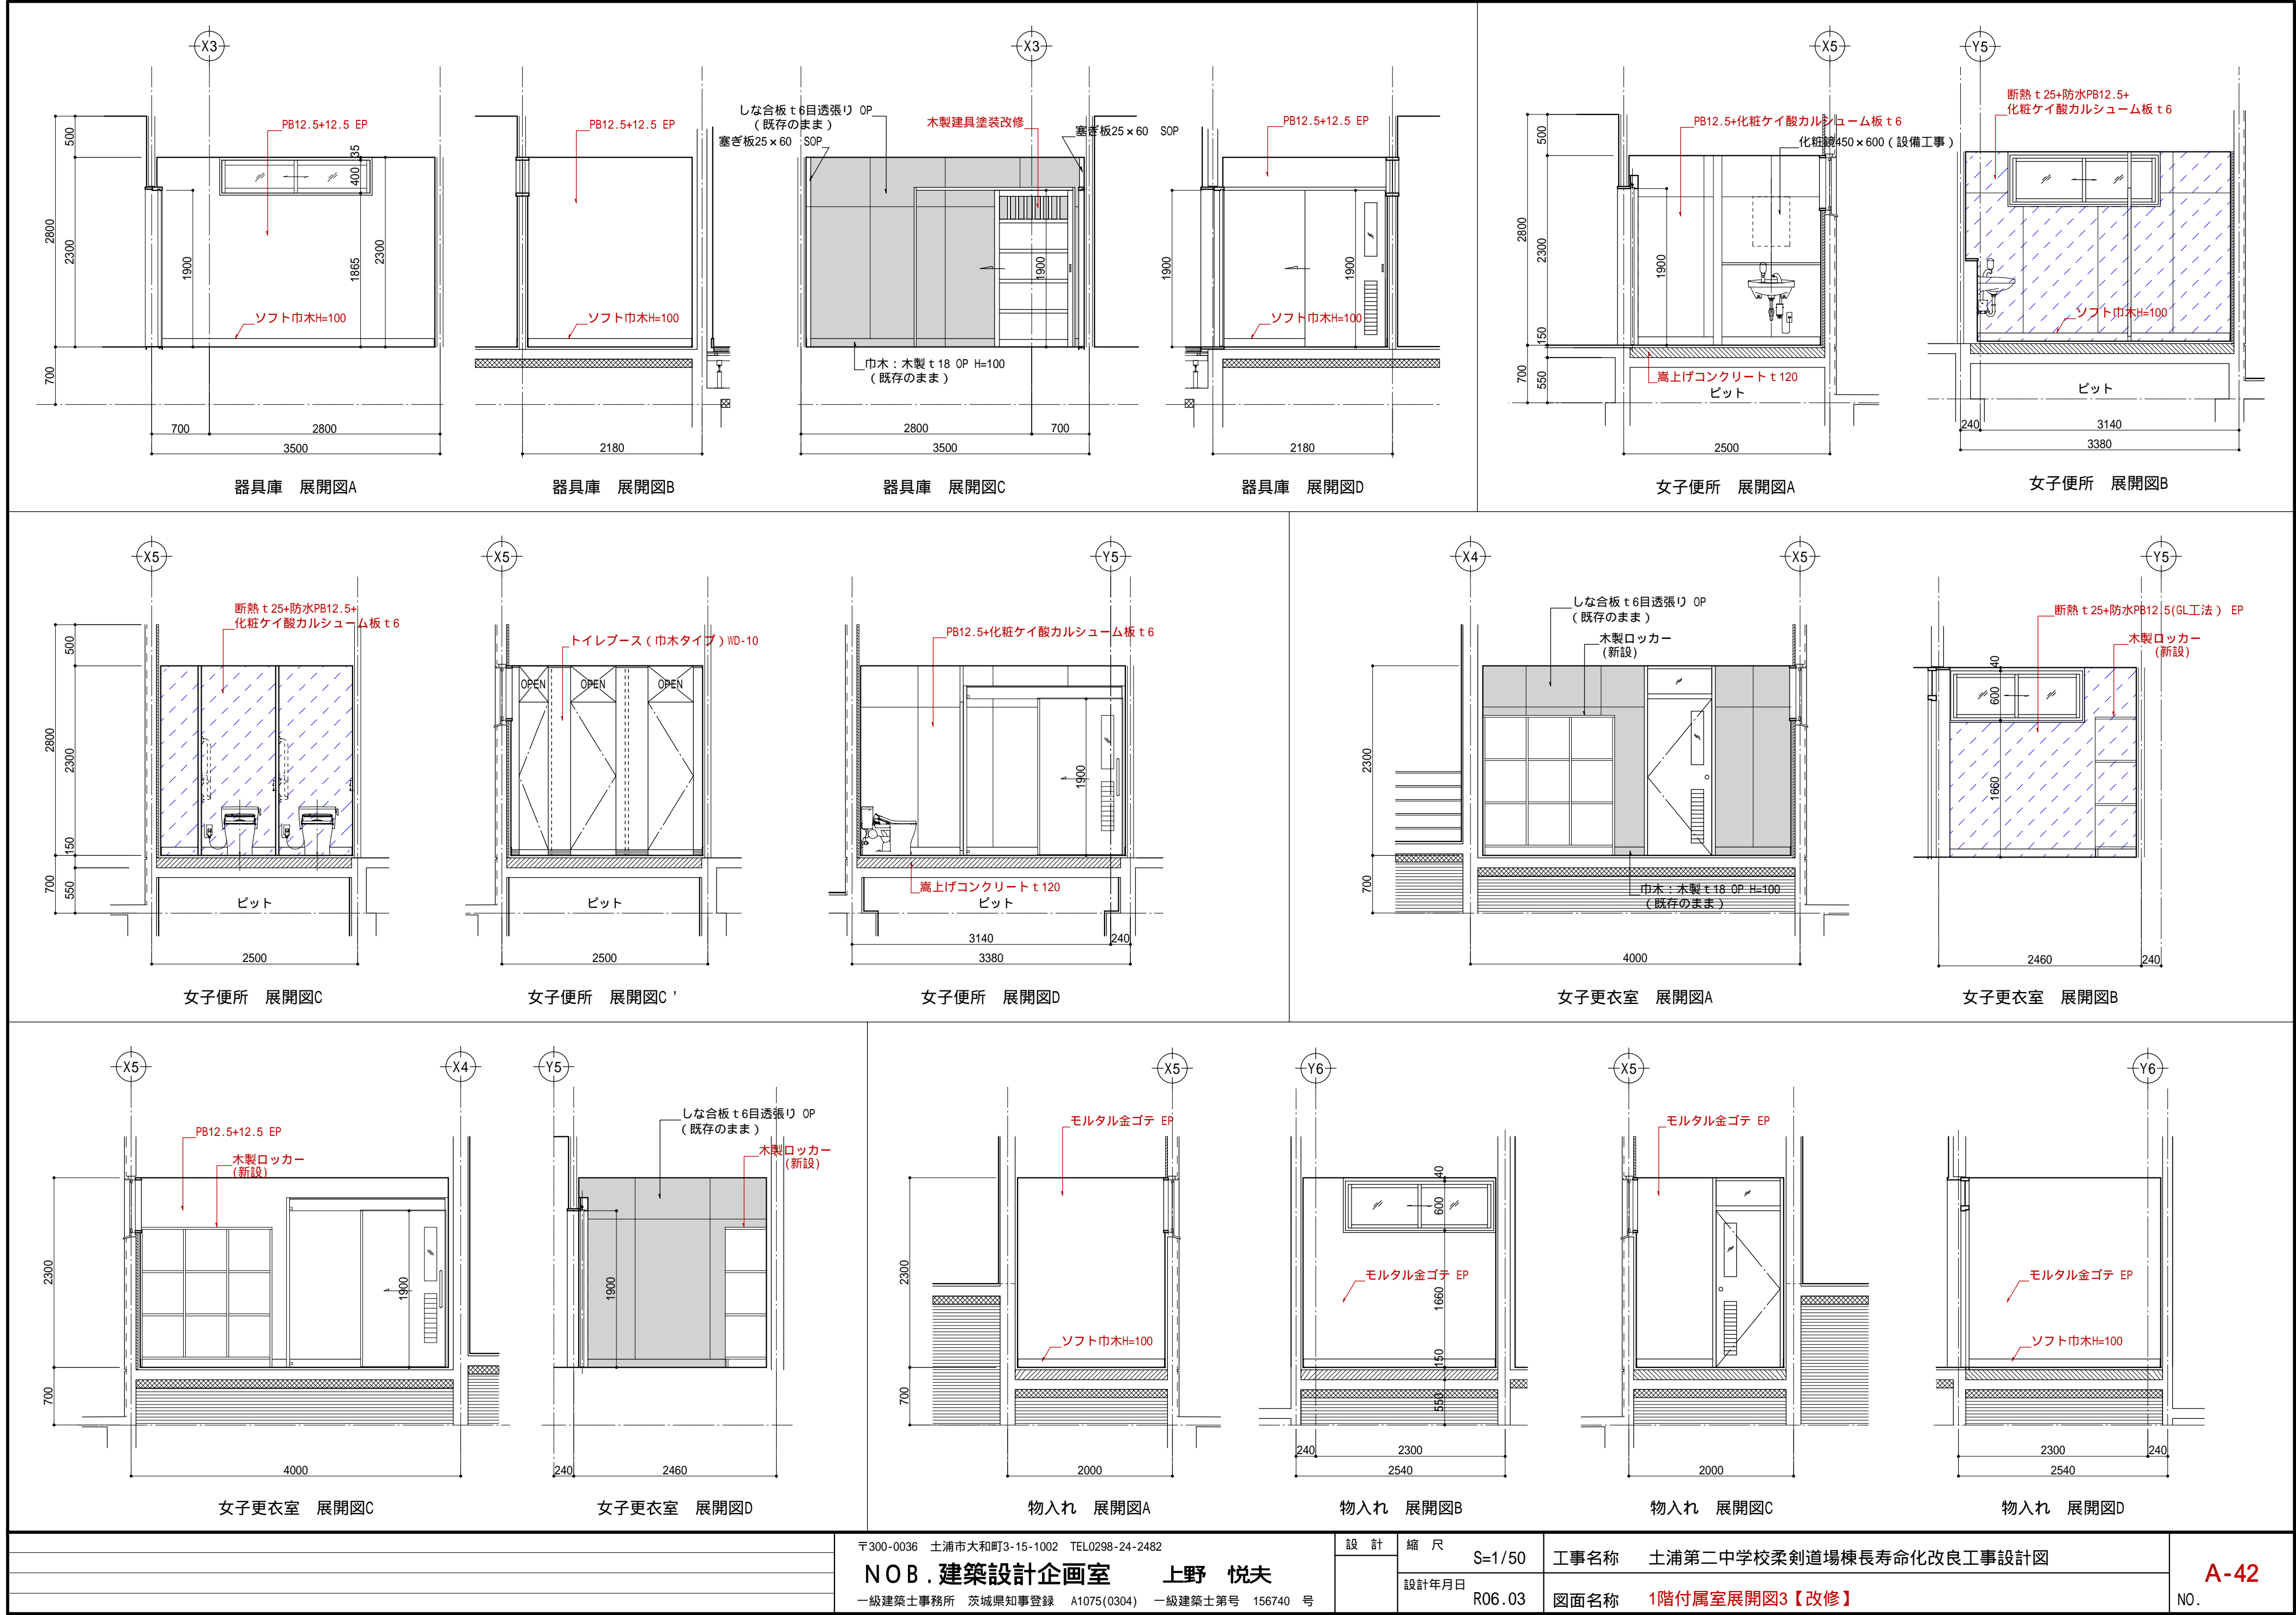 X3
PB12.5+12.5 EP
500
2800
2300
700
1900
35
400
1865
2300
ソフト巾木H=100
700
2800
3500
器具庫　展開図A
PB12.5+12.5 EP
ソフト巾木H=100
2180
器具庫　展開図B
X3
しな合板ｔ6目透張り OP
（既存のまま）
塞ぎ板25×60 SOP
木製建具塗装改修
塞ぎ板25×60 SOP
1900
巾木：木製ｔ18 OP H=100
（既存のまま）
2800
700
3500
器具庫　展開図C
PB12.5+12.5 EP
1900
1900
ソフト巾木H=100
2180
器具庫　展開図D
X5
500
2800
2300
150
700
550
PB12.5+化粧ケイ酸カルシューム板ｔ6
化粧鏡450×600（設備工事）
1900
嵩上げコンクリートｔ120
ピット
2500
女子便所　展開図A
Y5
断熱ｔ25+防水PB12.5+
化粧ケイ酸カルシューム板ｔ6
ソフト巾木H=100
ピット
240
3140
3380
女子便所　展開図B
X5
断熱ｔ25+防水PB12.5+
化粧ケイ酸カルシューム板ｔ6
500
2800
2300
150
700
550
ピット
2500
女子便所　展開図C
X5
トイレブース（巾木タイプ）WD-10
OPEN
OPEN
OPEN
ピット
2500
女子便所　展開図C'
Y5
PB12.5+化粧ケイ酸カルシューム板ｔ6
1900
嵩上げコンクリートｔ120
ピット
3140
240
3380
女子便所　展開図D
X4
X5
しな合板ｔ6目透張り OP
（既存のまま）
木製ロッカー
(新設)
2300
700
巾木：木製ｔ18 OP H=100
（既存のまま）
4000
女子更衣室　展開図A
Y5
断熱ｔ25+防水PB12.5(GL工法） EP
木製ロッカー
(新設)
40
600
1660
2460
240
女子更衣室　展開図B
X5
X4
PB12.5+12.5 EP
木製ロッカー
(新設)
2300
700
1900
4000
女子更衣室　展開図C
Y5
しな合板ｔ6目透張り OP
（既存のまま）
木製ロッカー
(新設)
1900
240
2460
女子更衣室　展開図D
X5
モルタル金ゴテ EP
2300
700
ソフト巾木H=100
2000
物入れ　展開図A
Y6
40
600
モルタル金ゴテ EP
1660
150
550
240
2300
2540
物入れ　展開図B
X5
モルタル金ゴテ EP
2000
物入れ　展開図C
Y6
モルタル金ゴテ EP
ソフト巾木H=100
2300
240
2540
物入れ　展開図D
〒300-0036　土浦市大和町3-15-1002　TEL0298-24-2482
NOB.建築設計企画室　上野　悦夫
一級建築士事務所　茨城県知事登録　A1075(0304)　一級建築士第号　156740　号
設　計
縮　尺
S=1/50
設計年月日
R06.03
工事名称　土浦第二中学校柔剣道場棟長寿命化改良工事設計図
図面名称　1階付属室展開図3【改修】
A-42
NO.